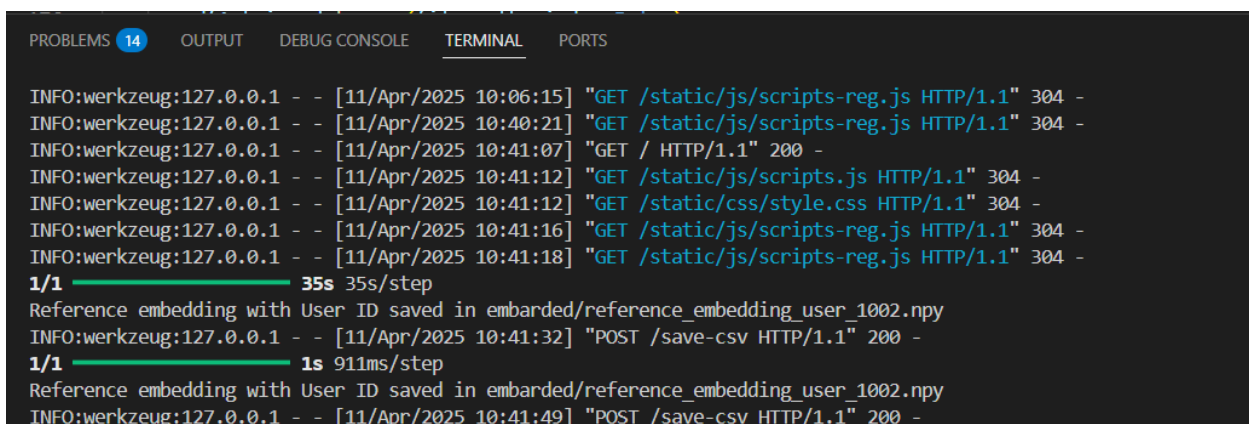 PROBLEMS 14 OUTPUT DEBUG CONSOLE TERMINAL PORTS
INFO:werkzeug:127.0.0.1 - - [11/Apr/2025 10:06:15] "GET /static/js/scripts-reg.js HTTP/1.1" 304 -
INFO:werkzeug:127.0.0.1 - - [11/Apr/2025 10:40:21] "GET /static/js/scripts-reg.js HTTP/1.1" 304 -
INFO:werkzeug:127.0.0.1 - - [11/Apr/2025 10:41:07] "GET / HTTP/1.1" 200 -
INFO:werkzeug:127.0.0.1 - - [11/Apr/2025 10:41:12] "GET /static/js/scripts.js HTTP/1.1" 304 -
INFO:werkzeug:127.0.0.1 - - [11/Apr/2025 10:41:12] "GET /static/css/style.css HTTP/1.1" 304 -
INFO:werkzeug:127.0.0.1 - - [11/Apr/2025 10:41:16] "GET /static/js/scripts-reg.js HTTP/1.1" 304 -
INFO:werkzeug:127.0.0.1 - - [11/Apr/2025 10:41:18] "GET /static/js/scripts-reg.js HTTP/1.1" 304 -
1/1 35s 35s/step
Reference embedding with User ID saved in embarded/reference_embedding_user_1002.npy
INFO:werkzeug:127.0.0.1 - - [11/Apr/2025 10:41:32] "POST /save-csv HTTP/1.1" 200 -
1/1 1s 911ms/step
Reference embedding with User ID saved in embarded/reference_embedding_user_1002.npy
INFO:werkzeug:127.0.0.1 - - [11/Apr/2025 10:41:49] "POST /save-csv HTTP/1.1" 200 -